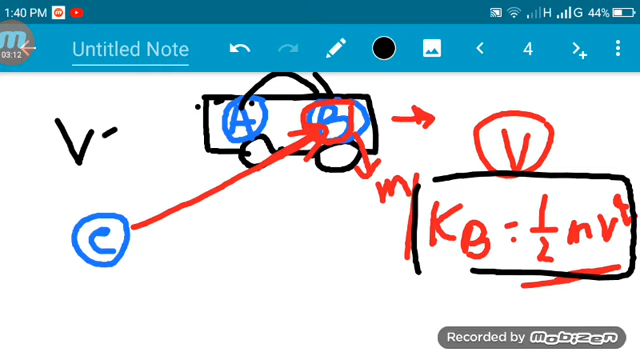 1:40 PM H G 44%
m
03:12
Untitled Note 4
A B
V
V
m
C
K_B = 1/2 mv²
Recorded by mobizen